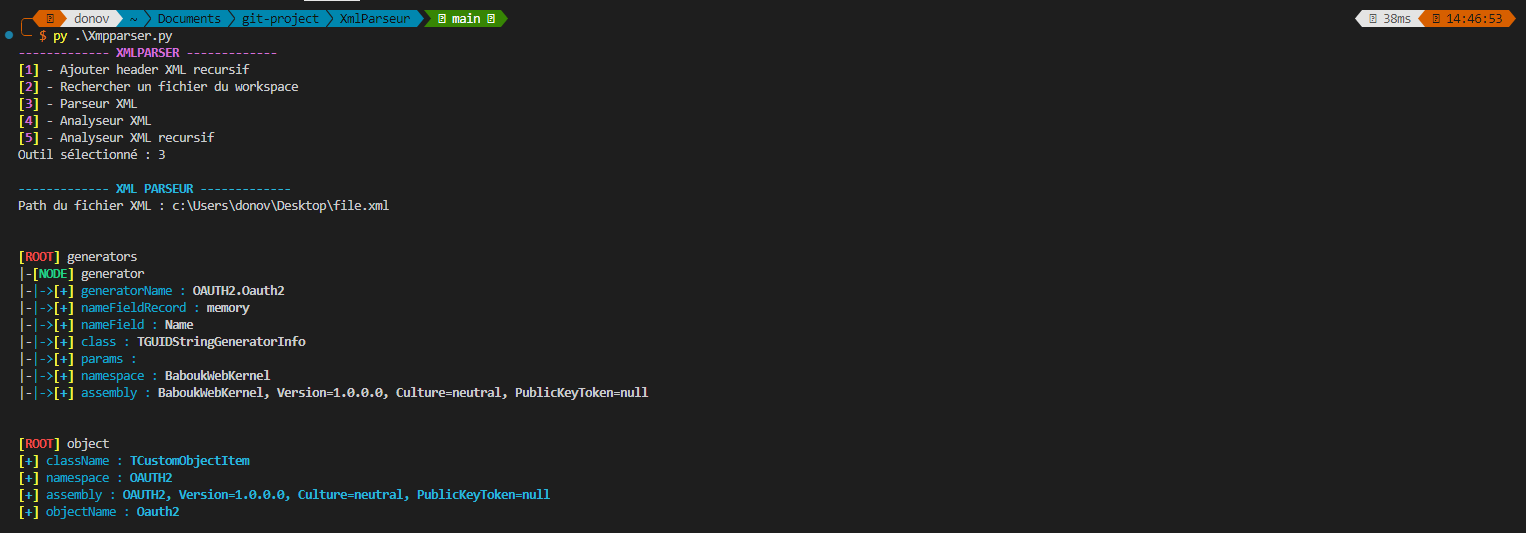 donov ~ Documents git-project XmlParseur main 38ms 14:46:53
$ py .\Xmpparser.py
------------- XMLPARSER -------------
[1] - Ajouter header XML recursif
[2] - Rechercher un fichier du workspace
[3] - Parseur XML
[4] - Analyseur XML
[5] - Analyseur XML recursif
Outil sélectionné : 3
------------- XML PARSEUR -------------
Path du fichier XML : c:\Users\donov\Desktop\file.xml
[ROOT] generators
|-[NODE] generator
|-|->[+] generatorName : OAUTH2.Oauth2
|-|->[+] nameFieldRecord : memory
|-|->[+] nameField : Name
|-|->[+] class : TGUIDStringGeneratorInfo
|-|->[+] params :
|-|->[+] namespace : BaboukWebKernel
|-|->[+] assembly : BaboukWebKernel, Version=1.0.0.0, Culture=neutral, PublicKeyToken=null
[ROOT] object
[+] className : TCustomObjectItem
[+] namespace : OAUTH2
[+] assembly : OAUTH2, Version=1.0.0.0, Culture=neutral, PublicKeyToken=null
[+] objectName : Oauth2